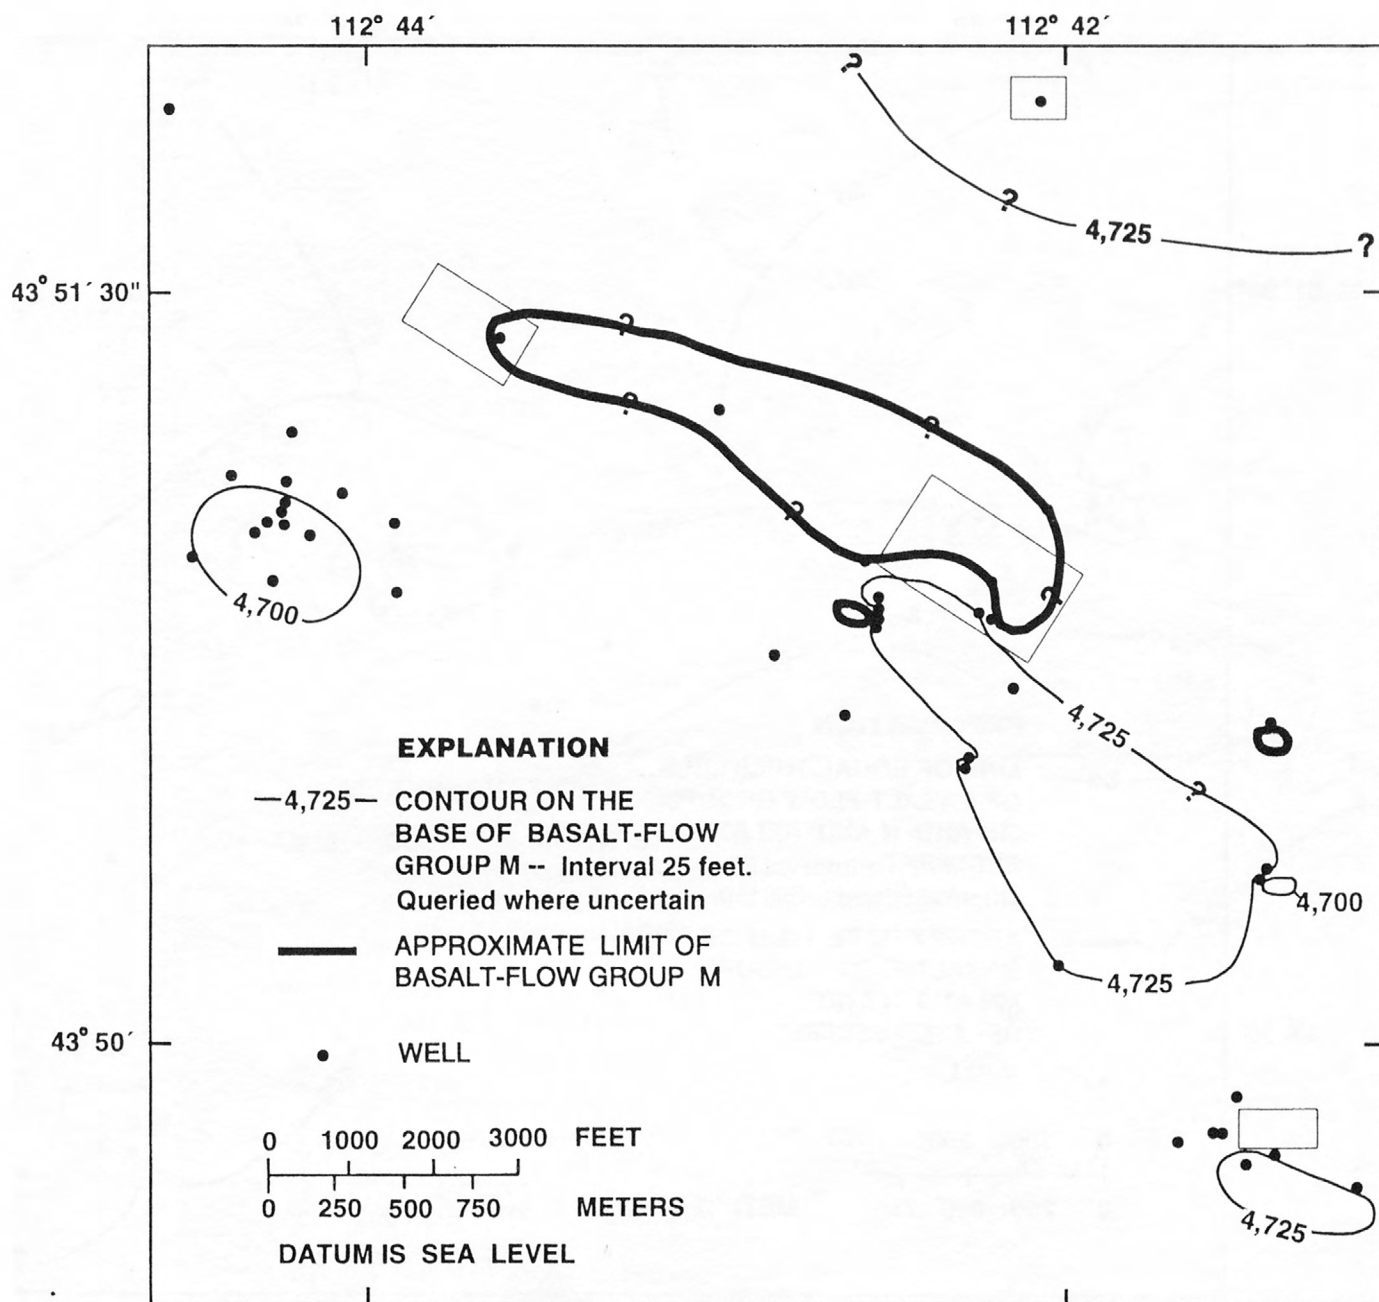 112° 44´
112° 42´
?
?
4,725
?
43° 51´ 30"
?
?
?
?
?
4,700
4,725
?
EXPLANATION
—4,725— CONTOUR ON THE
BASE OF BASALT-FLOW
GROUP M -- Interval 25 feet.
Queried where uncertain
4,700
APPROXIMATE LIMIT OF
BASALT-FLOW GROUP M
4,725
43° 50´
WELL
0 1000 2000 3000 FEET
0 250 500 750 METERS
4,725
DATUM IS SEA LEVEL